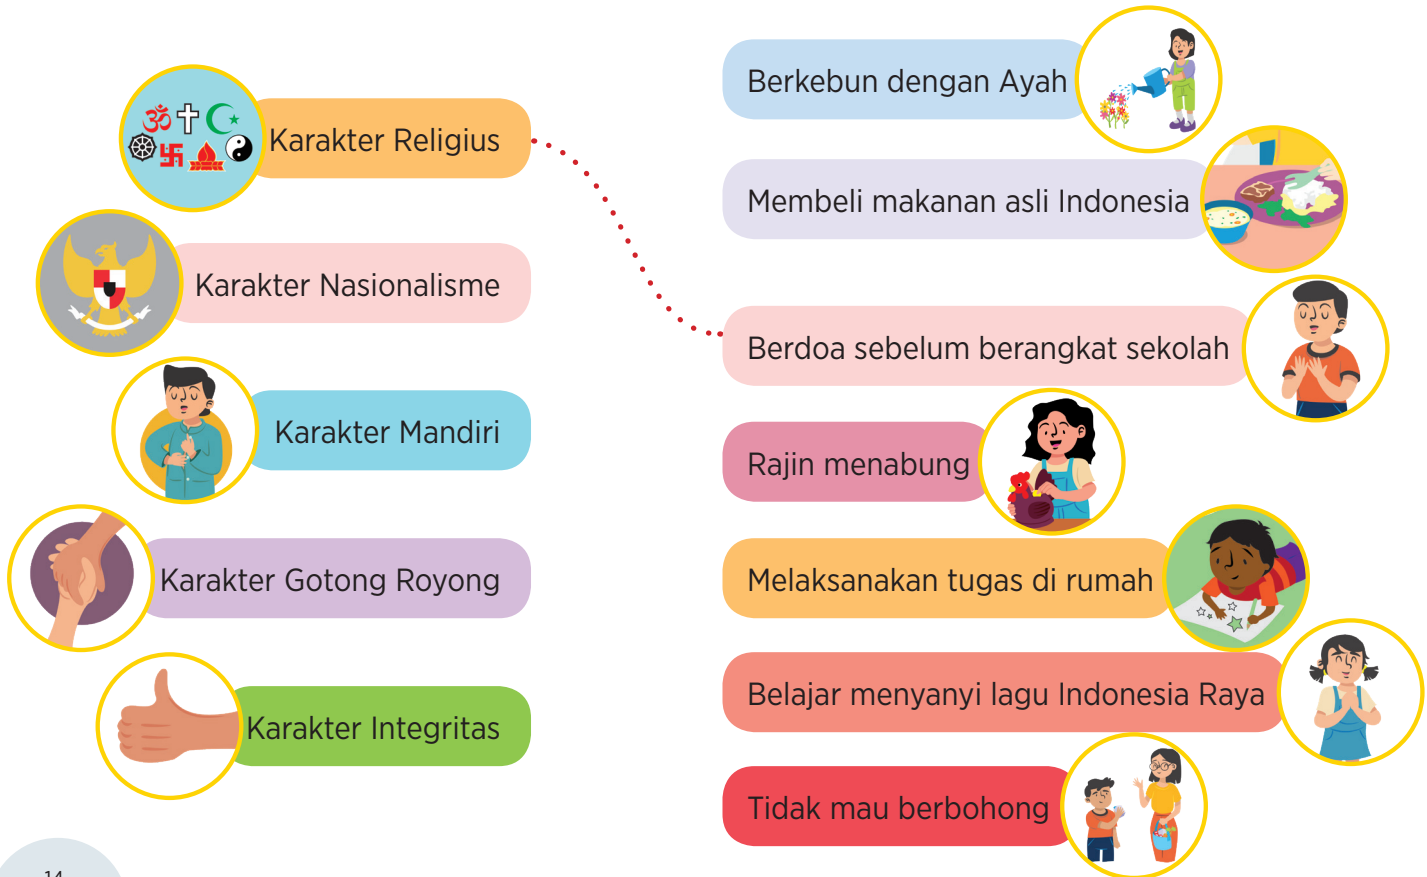 Karakter Religius
Karakter Nasionalisme
Karakter Mandiri
Karakter Gotong Royong
Karakter Integritas
Berkebun dengan Ayah
Membeli makanan asli Indonesia
Berdoa sebelum berangkat sekolah
Rajin menabung
Melaksanakan tugas di rumah
Belajar menyanyi lagu Indonesia Raya
Tidak mau berbohong
14